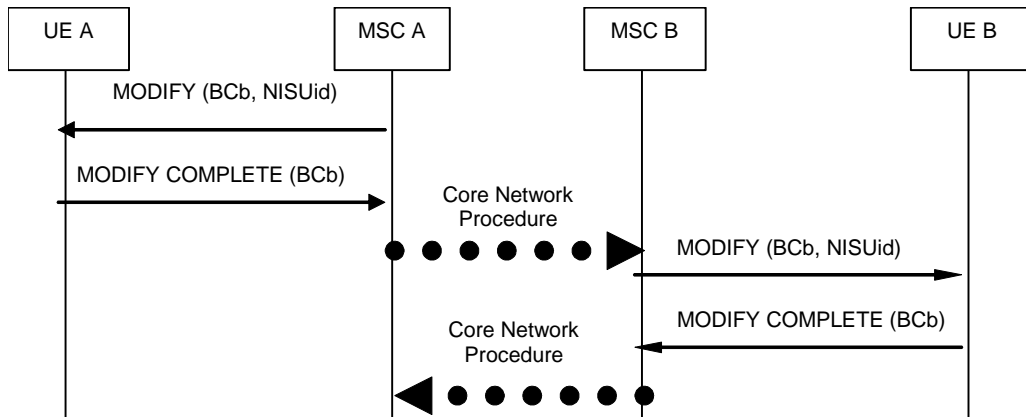 UE A
MSC A
MSC B
UE B
MODIFY (BCb, NISUid)
MODIFY COMPLETE (BCb)
Core Network
Procedure
MODIFY (BCb, NISUid)
MODIFY COMPLETE (BCb)
Core Network
Procedure